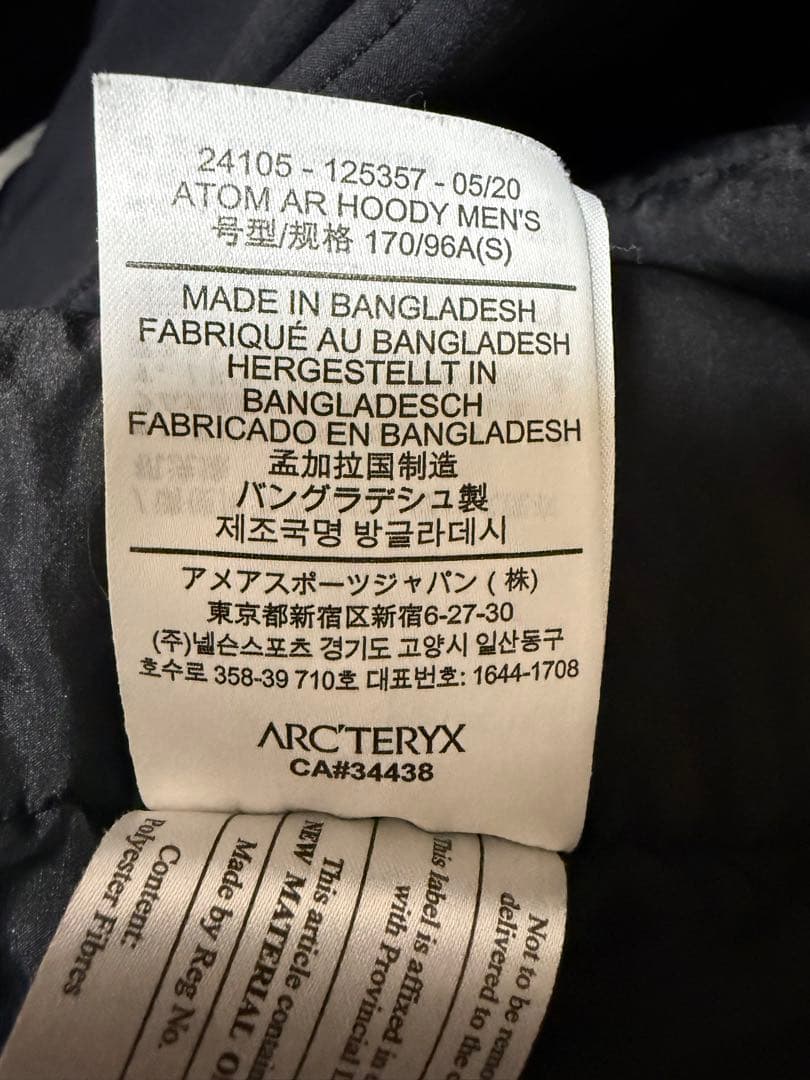 24105 - 125357 - 05/20
ATOM AR HOODY MEN'S
号型/规格 170/96A(S)
MADE IN BANGLADESH
FABRIQUÉ AU BANGLADESH
HERGESTELLT IN
BANGLADESCH
FABRICADO EN BANGLADESH
孟加拉国制造
バングラデシュ製
제조국명 방글라데시
アメアスポーツジャパン ( 株)
東京都新宿区新宿6-27-30
(주)넬슨스포츠 경기도 고양시 일산동구
호수로 358-39 710호 대표번호: 1644-1708
ARC'TERYX
CA#34438
Not to be
delivered to the
This label is affixed in
with Provincial
This article
NEW MATERIAL
Made by Reg No.
Content:
Polyester Fibres